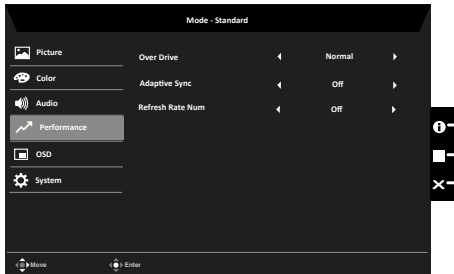 Mode - Standard
Picture
Over Drive Normal
Color
Adaptive Sync Off
Audio
Refresh Rate Num Off
Performance
OSD
System
Move Enter